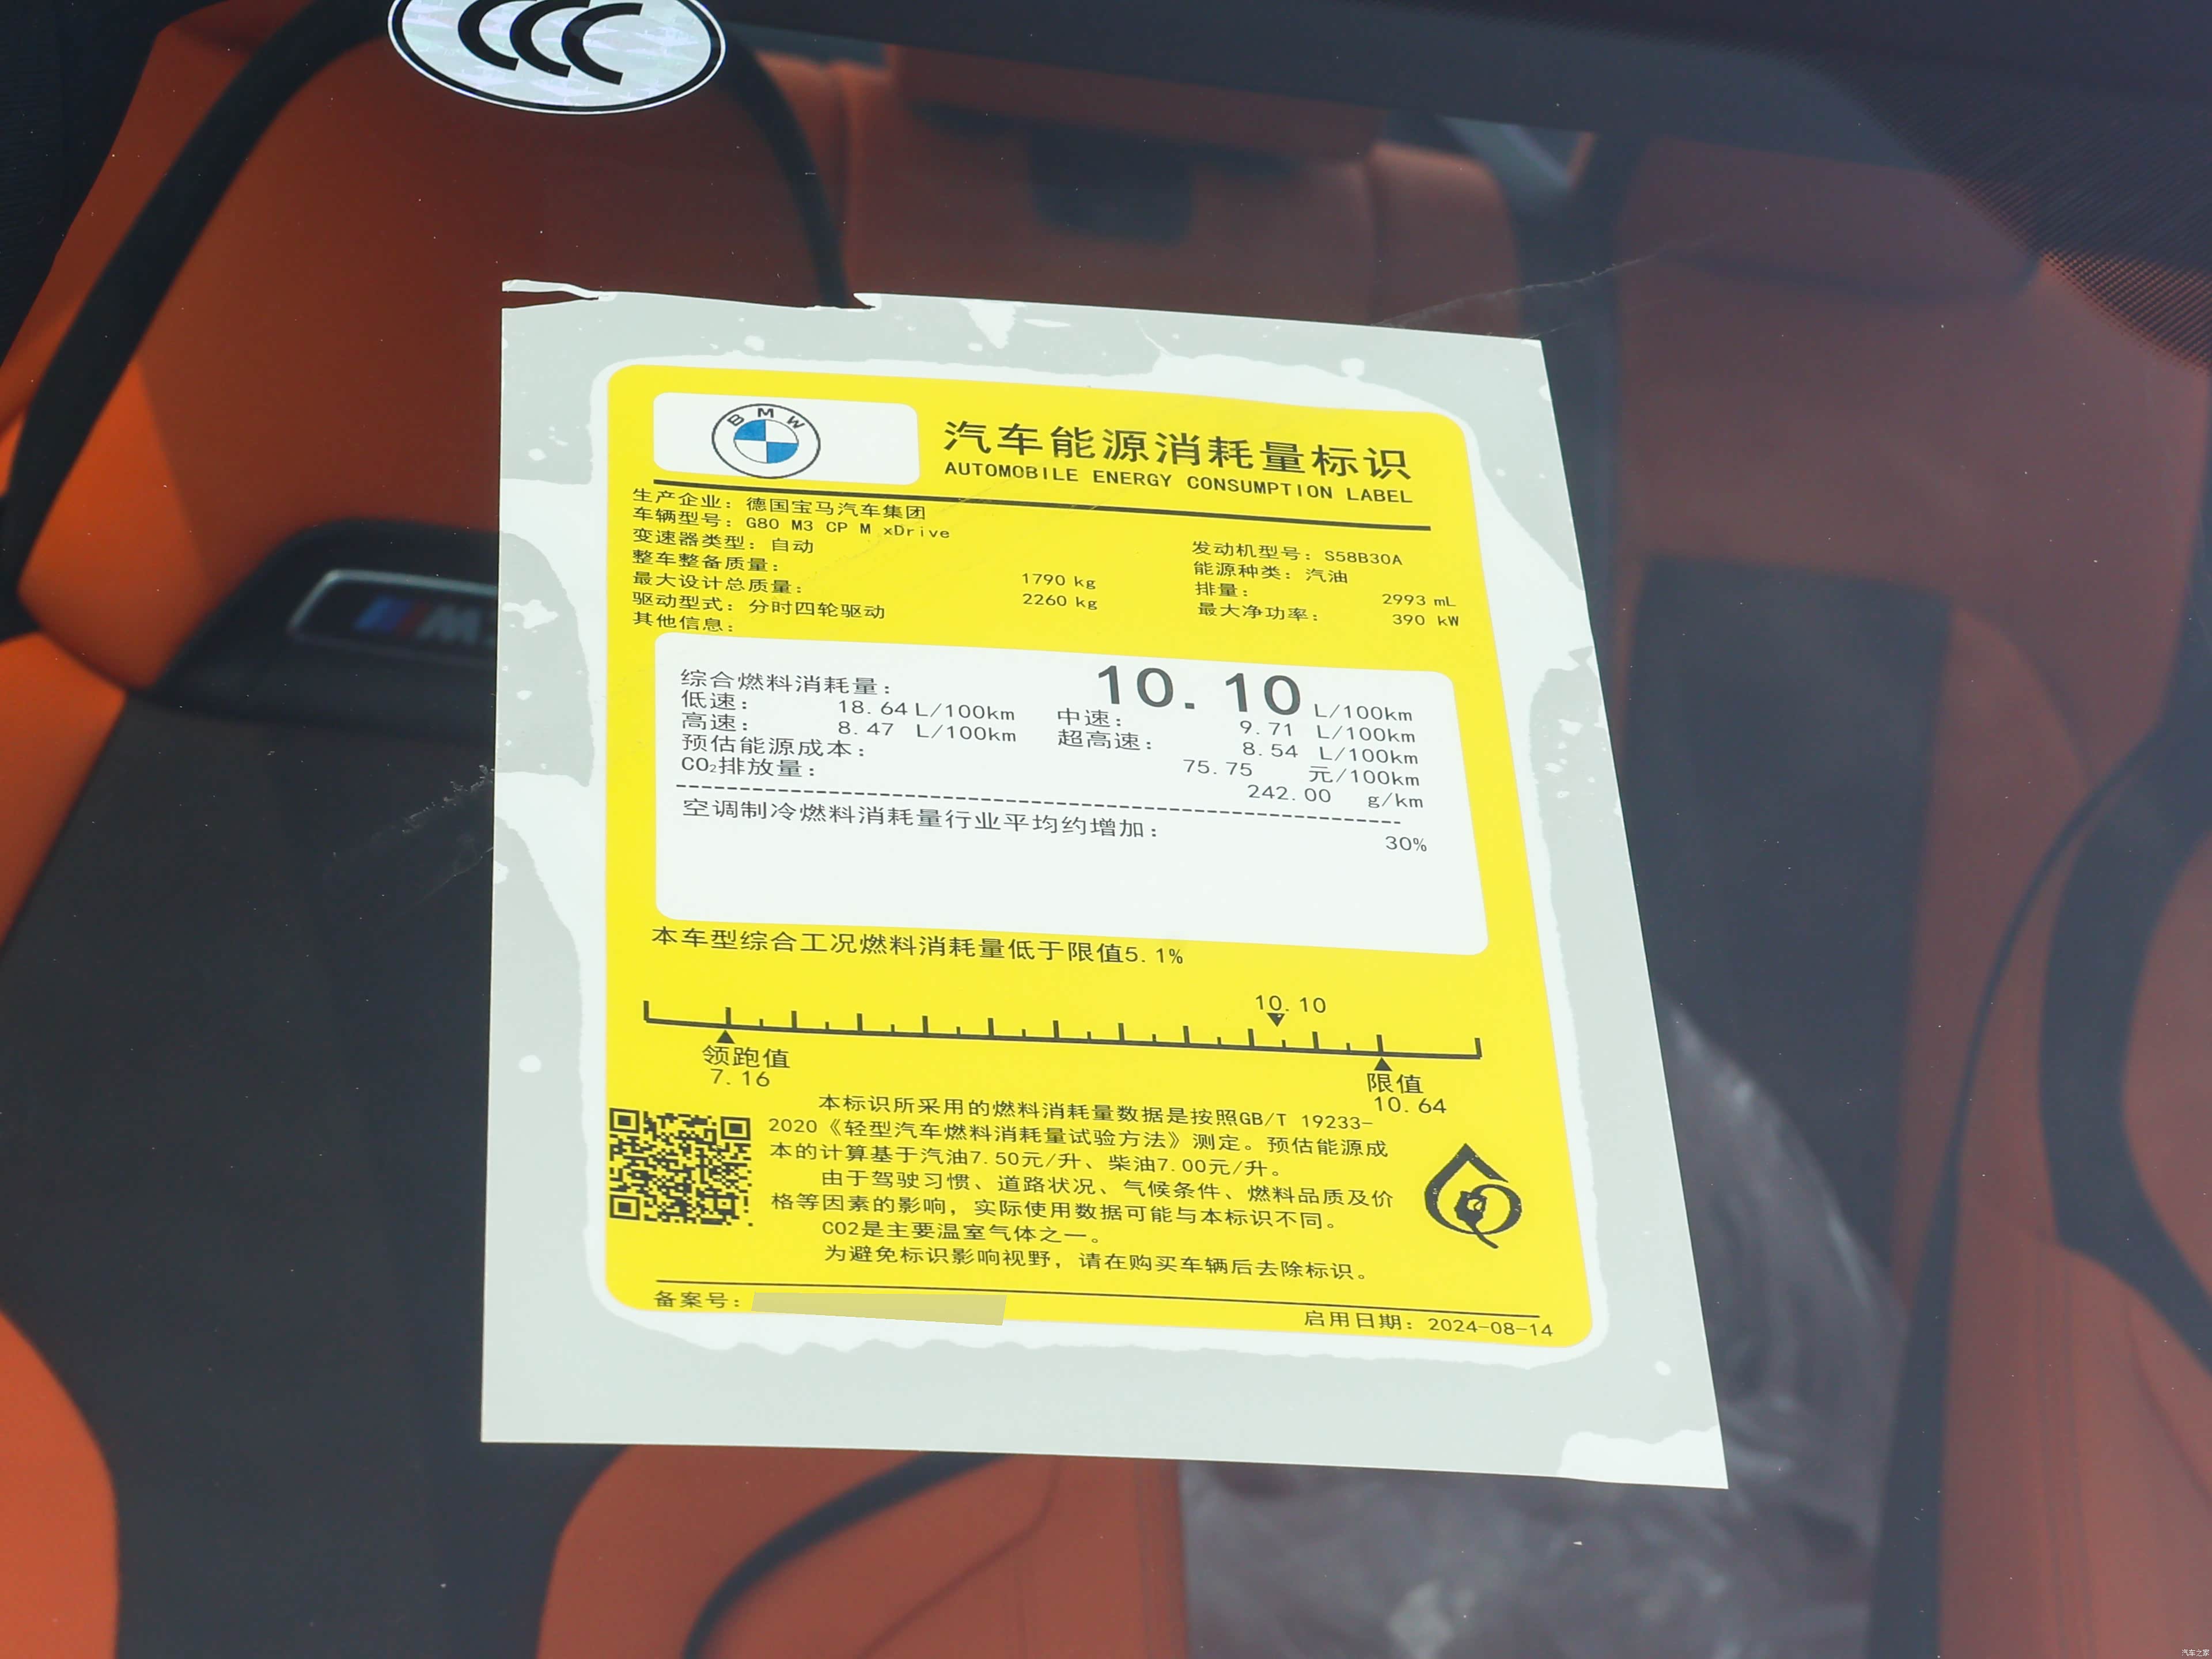 CCC
BMW
汽车能源消耗量标识
AUTOMOBILE ENERGY CONSUMPTION LABEL
生产企业：德国宝马汽车集团
车辆型号：G80 M3 CP M xDrive
变速器类型：自动 发动机型号：S58B30A
整车整备质量： 1790 kg 能源种类：汽油
最大设计总质量： 2260 kg 排量： 2993 mL
驱动型式：分时四轮驱动 最大净功率： 390 kW
其他信息：
综合燃料消耗量： 10.10 L/100km
低速： 18.64 L/100km 中速： 9.71 L/100km
高速： 8.47 L/100km 超高速： 8.54 L/100km
预估能源成本： 75.75 元/100km
CO₂排放量： 242.00 g/km
空调制冷燃料消耗量行业平均约增加： 30%
本车型综合工况燃料消耗量低于限值5.1%
10.10
领跑值 限值
7.16 10.64
本标识所采用的燃料消耗量数据是按照GB/T 19233-
2020《轻型汽车燃料消耗量试验方法》测定。预估能源成
本的计算基于汽油7.50元/升、柴油7.00元/升。
由于驾驶习惯、道路状况、气候条件、燃料品质及价
格等因素的影响，实际使用数据可能与本标识不同。
CO2是主要温室气体之一。
为避免标识影响视野，请在购买车辆后去除标识。
备案号： 启用日期：2024-08-14
汽车之家